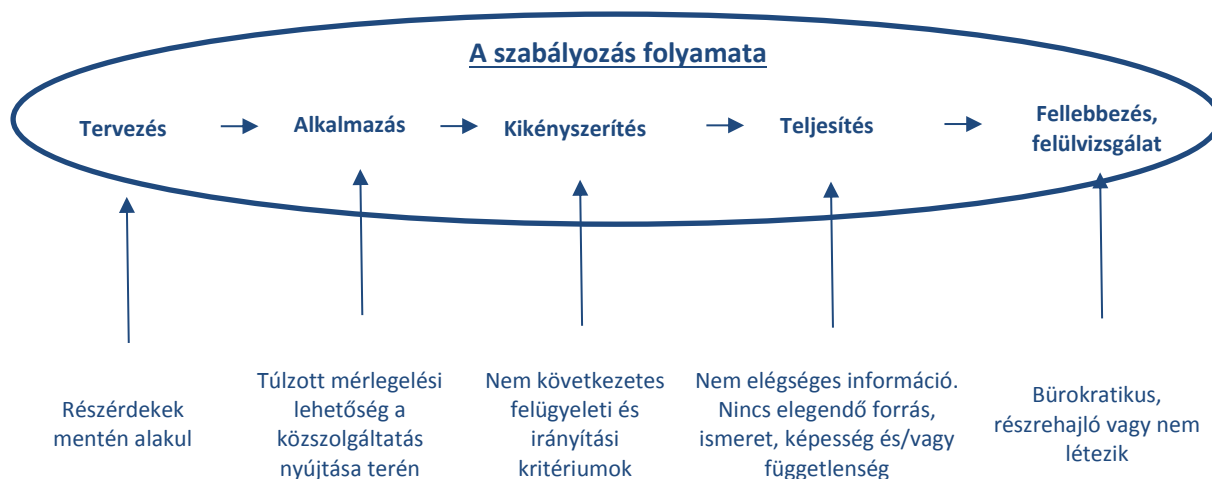 A szabályozás folyamata
Tervezés
Alkalmazás
Kikényszerítés
Teljesítés
Fellebbezés,
felülvizsgálat
Részérdekek
mentén alakul
Túlzott mérlegelési
lehetőség a
közszolgáltatás
nyújtása terén
Nem következetes
felügyeleti és
irányítási
kritériumok
Nem elégséges információ.
Nincs elegendő forrás,
ismeret, képesség és/vagy
függetlenség
Bürokratikus,
részrehajló vagy nem
létezik